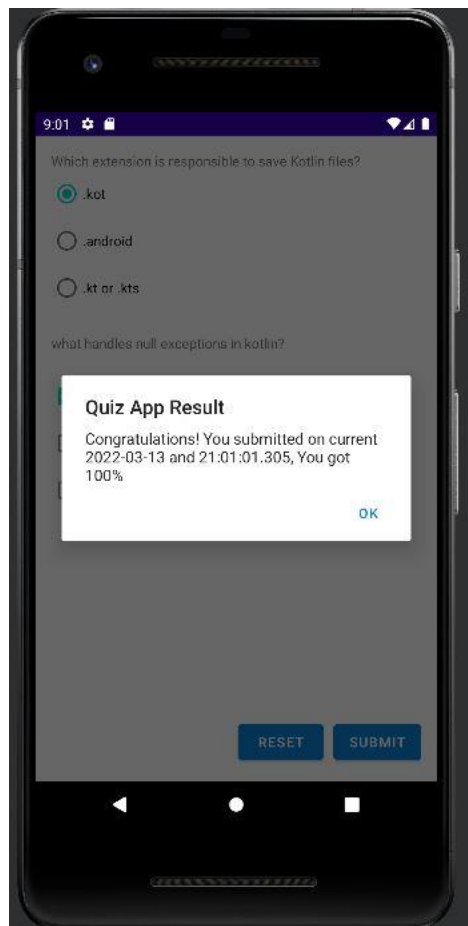 9:01
Which extension is responsible to save Kotlin files?
.kot
.android
.kt or .kts
what handles null exceptions in kotlin?
Quiz App Result
Congratulations! You submitted on current
2022-03-13 and 21:01:01.305, You got
100%
OK
RESET SUBMIT